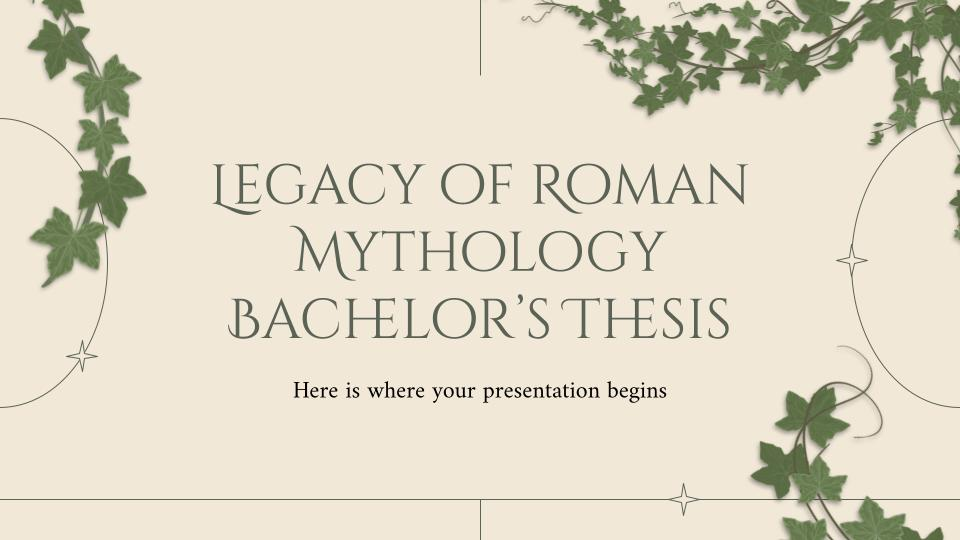 Legacy of Roman
Mythology
Bachelor’s Thesis
Here is where your presentation begins